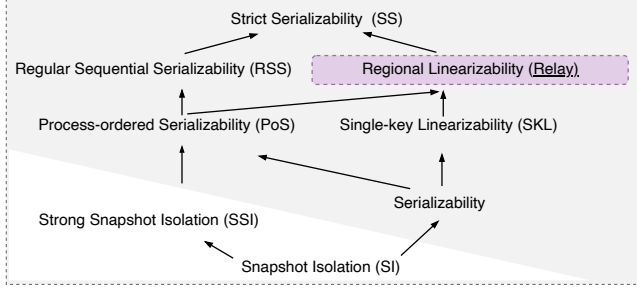 Strict Serializability (SS)
Regular Sequential Serializability (RSS)
Regional Linearizability (Relay)
Process-ordered Serializability (PoS)
Single-key Linearizability (SKL)
Serializability
Strong Snapshot Isolation (SSI)
Snapshot Isolation (SI)